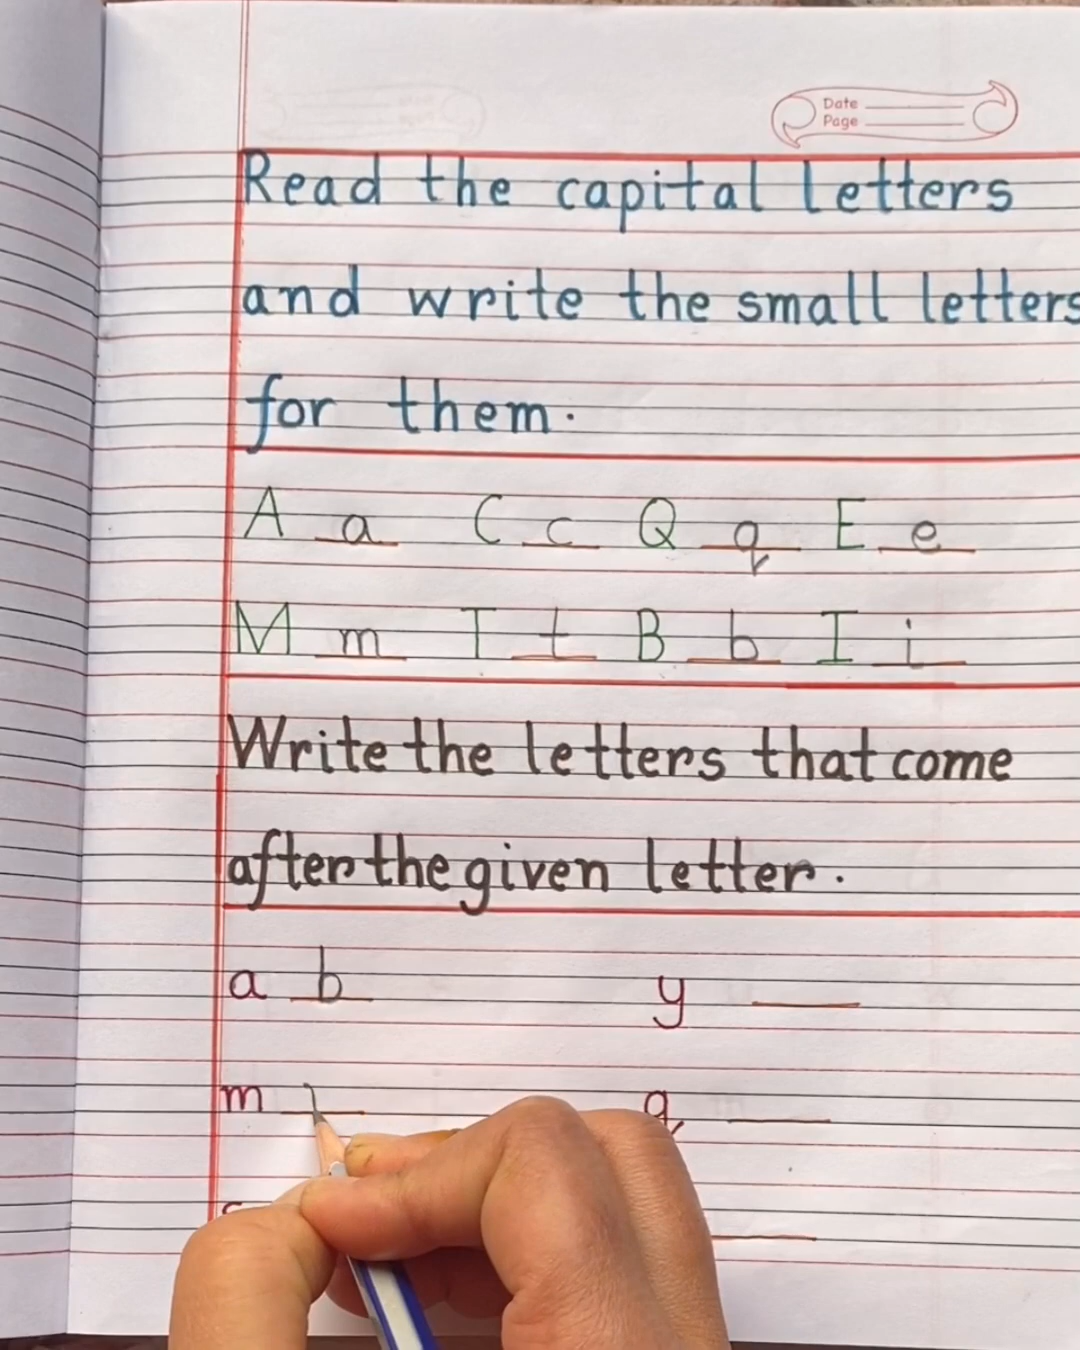 Date
Page
Read the capital letters
and write the small letters
for them.
A a C c Q q E e
M m T t B b I i
Write the letters that come
after the given letter.
a b y
m q